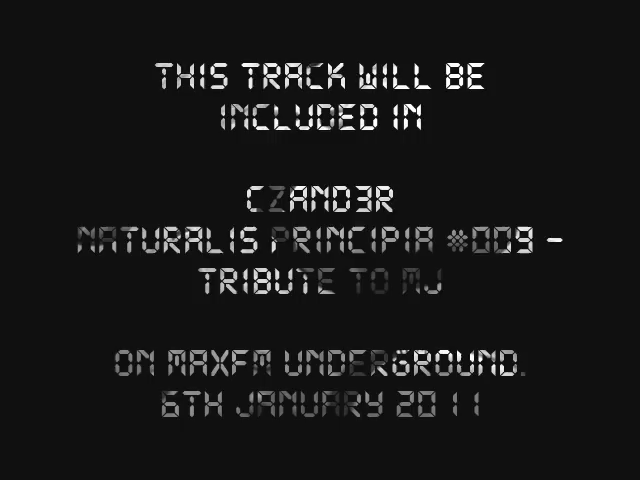 THIS TRACK WILL BE
INCLUDED IN
CZAND3R
NATURALIS PRINCIPIA #009 -
TRIBUTE TO MJ
ON MAXFM UNDERGROUND.
6TH JANUARY 2011